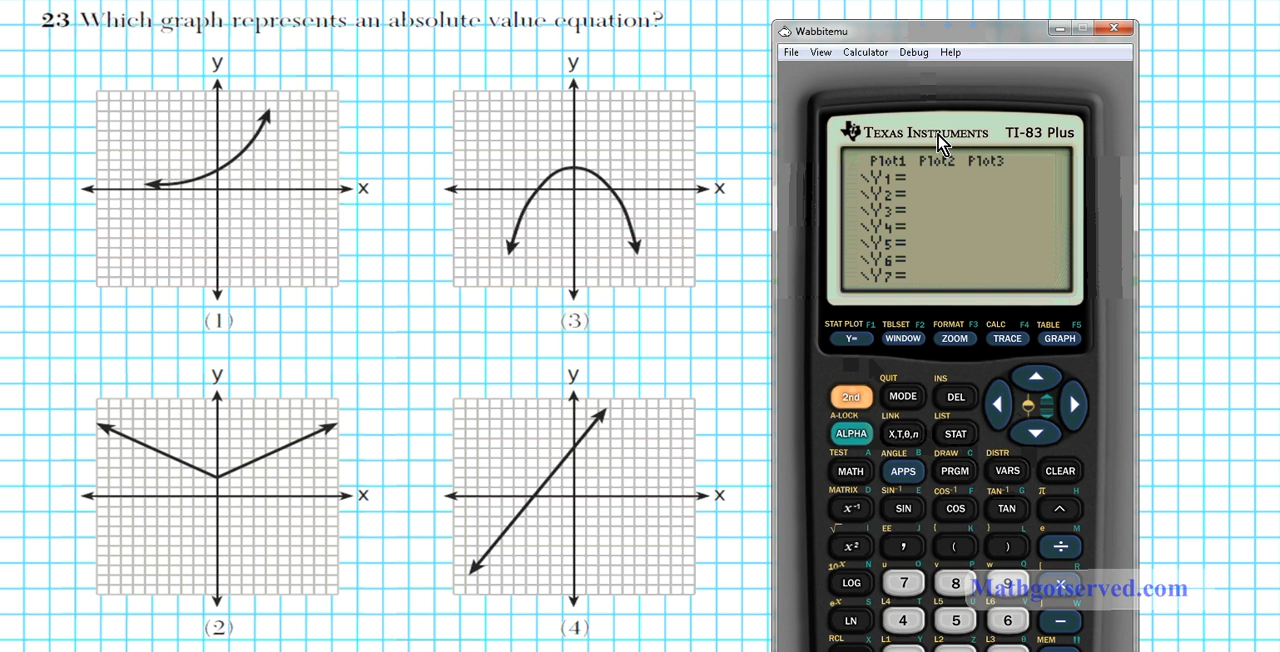 23 Which graph represents an absolute value equation?
y
x
(1)
y
x
(3)
y
x
(2)
y
x
(4)
Wabbitemu
File View Calculator Debug Help
TEXAS INSTRUMENTS TI-83 Plus
Plot1 Plot2 Plot3
\Y1=
\Y2=
\Y3=
\Y4=
\Y5=
\Y6=
\Y7=
STAT PLOT F1 TBLSET F2 FORMAT F3 CALC F4 TABLE F5
Y= WINDOW ZOOM TRACE GRAPH
QUIT INS
2nd MODE DEL
A-LOCK LINK LIST
ALPHA X,T,θ,n STAT
TEST A ANGLE B DRAW C DISTR
MATH APPS PRGM VARS CLEAR
MATRIX D SIN-1 E COS-1 F TAN-1 G π H
x-1 SIN COS TAN ^
√ I EE J { K } L e M
x² , ( ) ÷
10x N u O v P w Q [ R
LOG 7 8 9 ×
Mathgotserved.com
ex S L4 T L5 U L6 V ] W
LN 4 5 6 −
RCL X L1 Y L2 Z L3 θ MEM "